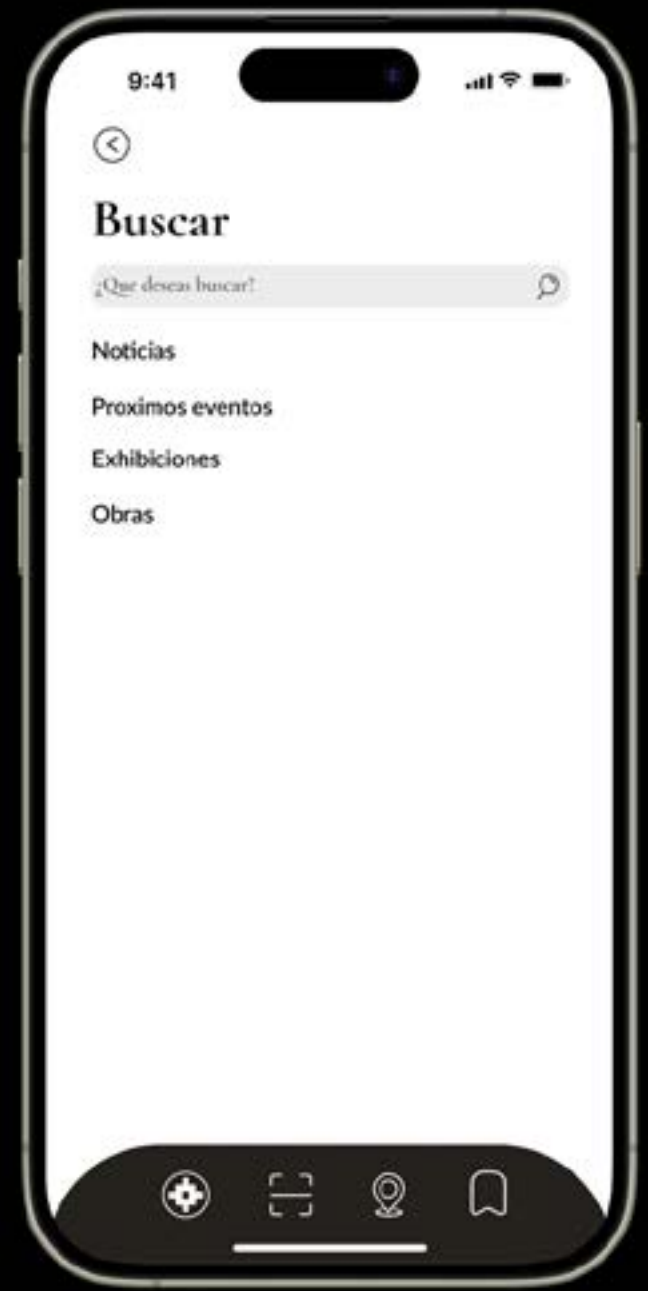 9:41
Buscar
¿Que deseas buscar?
Noticias
Proximos eventos
Exhibiciones
Obras